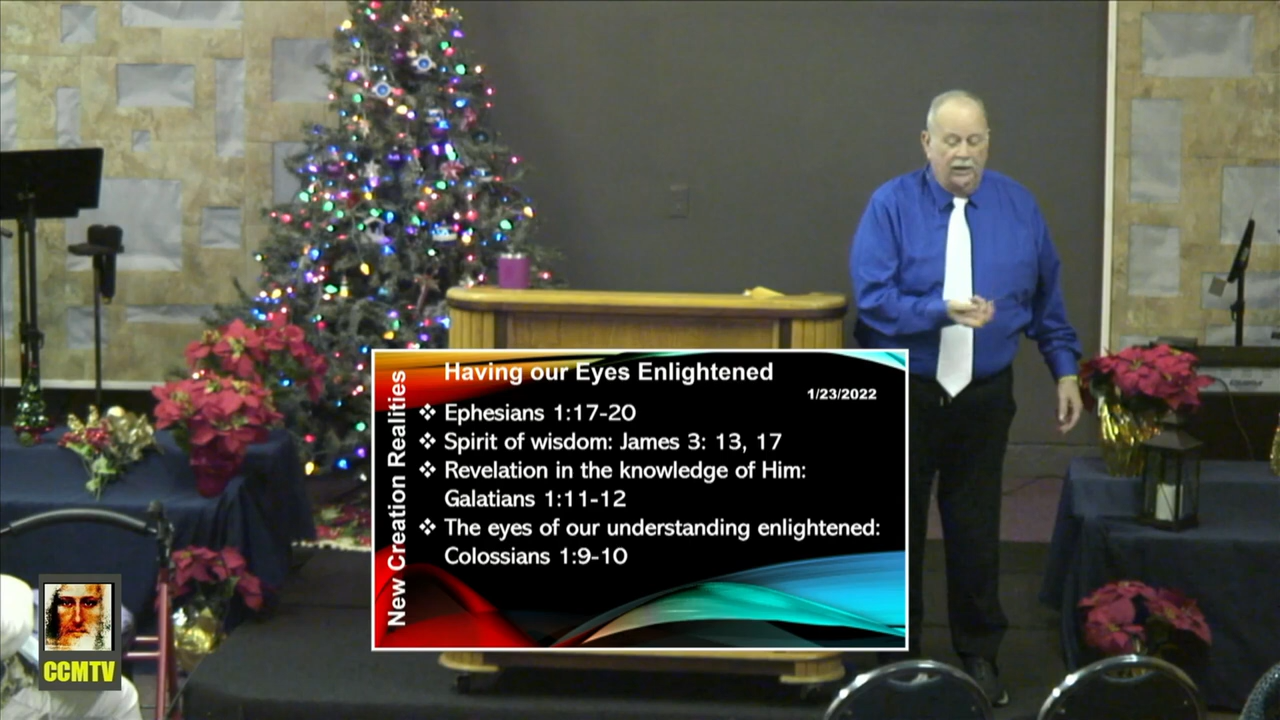 Having our Eyes Enlightened
1/23/2022
New Creation Realities
❖ Ephesians 1:17-20
❖ Spirit of wisdom: James 3: 13, 17
❖ Revelation in the knowledge of Him:
Galatians 1:11-12
❖ The eyes of our understanding enlightened:
Colossians 1:9-10
CCMTV